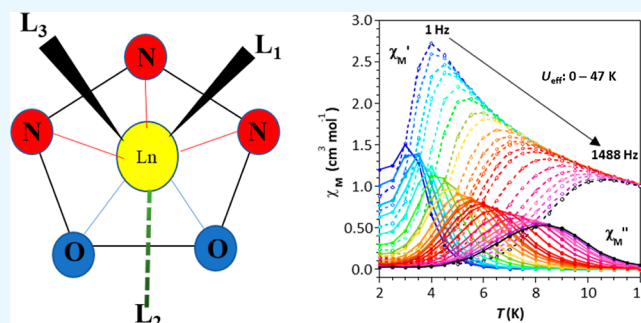 L3
L1
N
N
N
Ln
O
O
L2
χM (cm3 mol-1)
3.0
2.5
2.0
1.5
1.0
0.50
0.0
χM'
1 Hz
Ueff: 0 – 47 K
1488 Hz
χM''
2
4
6
8
10
12
T(K)